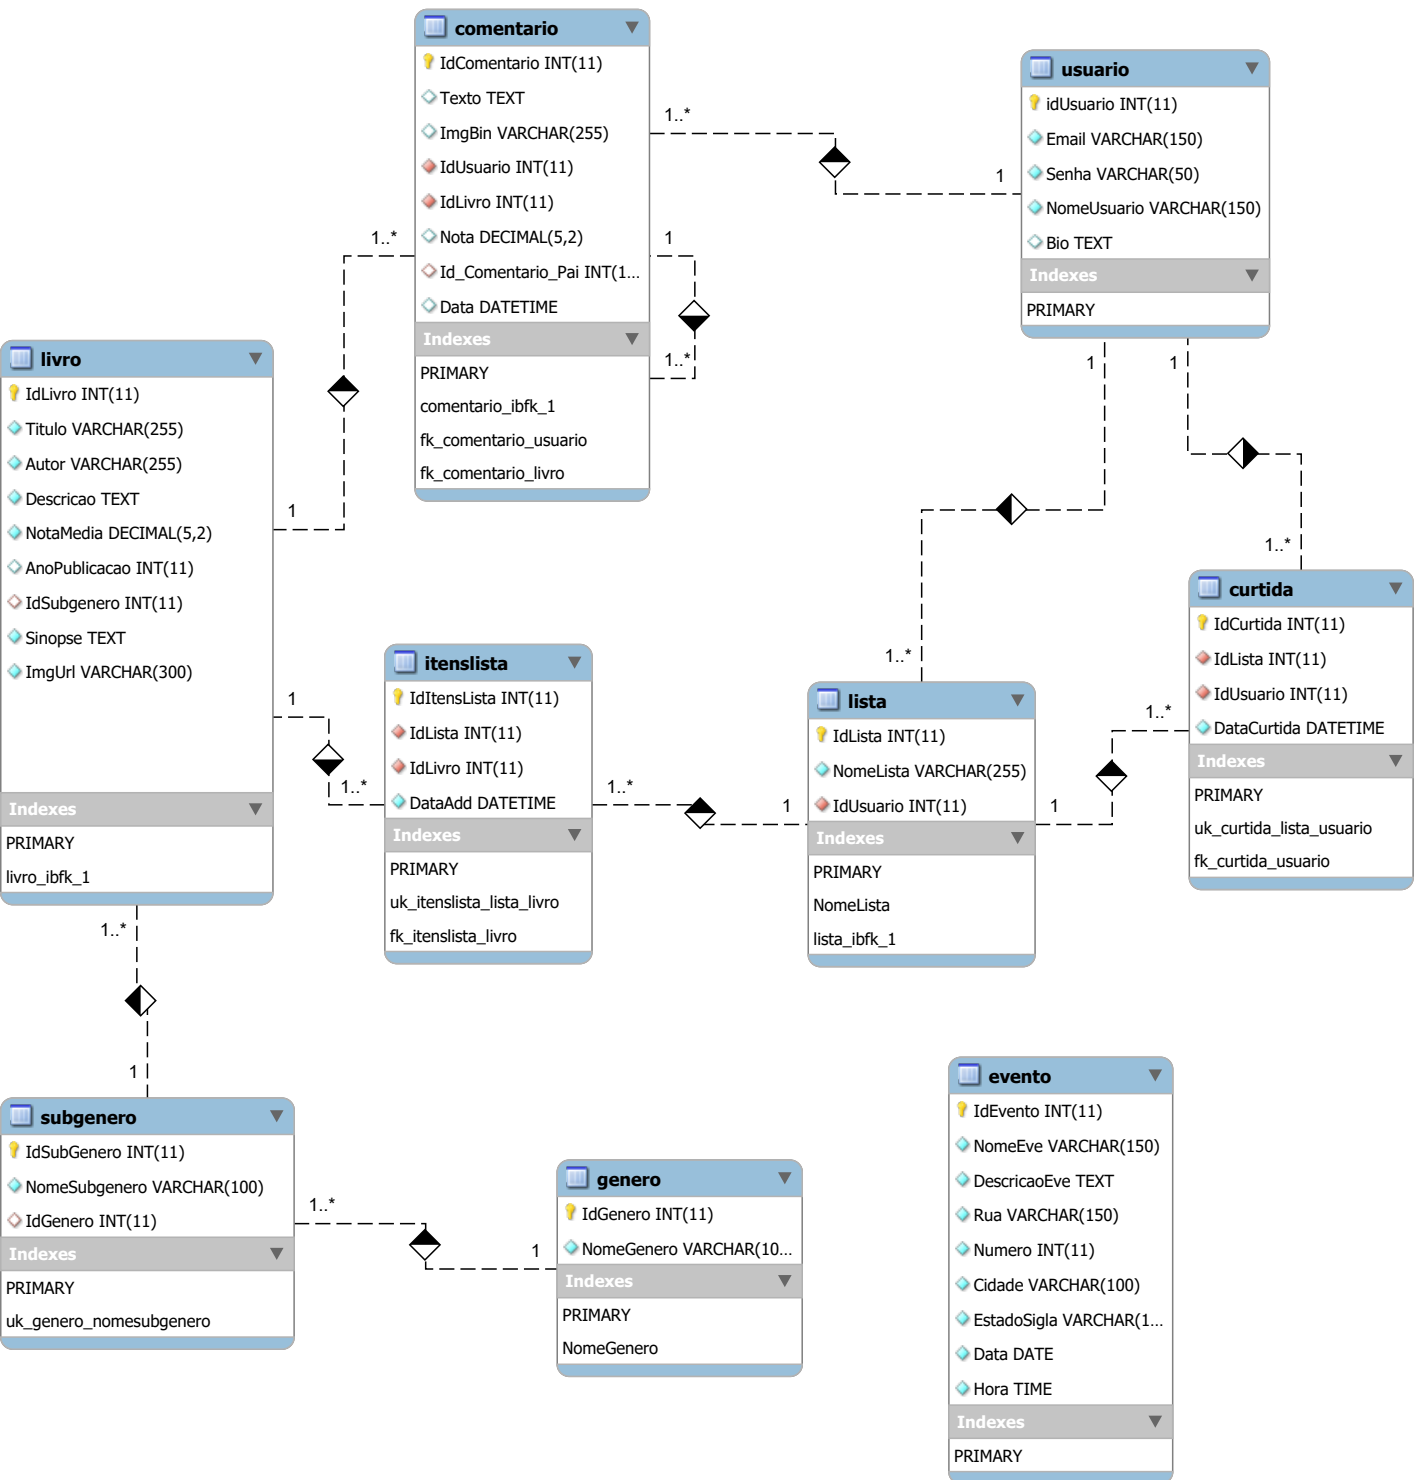 comentario
IdComentario INT(11)
Texto TEXT
ImgBin VARCHAR(255)
IdUsuario INT(11)
IdLivro INT(11)
Nota DECIMAL(5,2)
Id_Comentario_Pai INT(1...
Data DATETIME
Indexes
PRIMARY
comentario_ibfk_1
fk_comentario_usuario
fk_comentario_livro
1..*
1
1
1..*
1..*
1
usuario
idUsuario INT(11)
Email VARCHAR(150)
Senha VARCHAR(50)
NomeUsuario VARCHAR(150)
Bio TEXT
Indexes
PRIMARY
1
1
1..*
1..*
livro
IdLivro INT(11)
Titulo VARCHAR(255)
Autor VARCHAR(255)
Descricao TEXT
NotaMedia DECIMAL(5,2)
AnoPublicacao INT(11)
IdSubgenero INT(11)
Sinopse TEXT
ImgUrl VARCHAR(300)
Indexes
PRIMARY
livro_ibfk_1
1
1
1..*
1..*
1
itenslista
IdItensLista INT(11)
IdLista INT(11)
IdLivro INT(11)
DataAdd DATETIME
Indexes
PRIMARY
uk_itenslista_lista_livro
fk_itenslista_livro
1..*
1
lista
IdLista INT(11)
NomeLista VARCHAR(255)
IdUsuario INT(11)
Indexes
PRIMARY
NomeLista
lista_ibfk_1
1
1..*
curtida
IdCurtida INT(11)
IdLista INT(11)
IdUsuario INT(11)
DataCurtida DATETIME
Indexes
PRIMARY
uk_curtida_lista_usuario
fk_curtida_usuario
subgenero
IdSubGenero INT(11)
NomeSubgenero VARCHAR(100)
IdGenero INT(11)
Indexes
PRIMARY
uk_genero_nomesubgenero
1..*
1
genero
IdGenero INT(11)
NomeGenero VARCHAR(10...
Indexes
PRIMARY
NomeGenero
evento
IdEvento INT(11)
NomeEve VARCHAR(150)
DescricaoEve TEXT
Rua VARCHAR(150)
Numero INT(11)
Cidade VARCHAR(100)
EstadoSigla VARCHAR(1...
Data DATE
Hora TIME
Indexes
PRIMARY